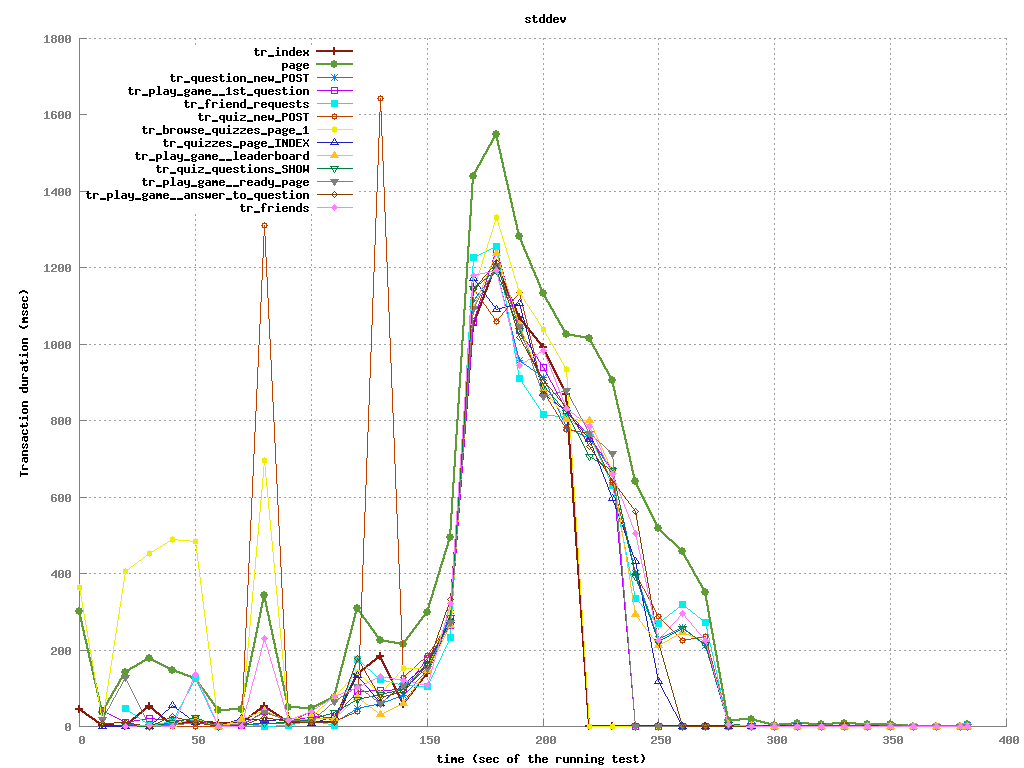 stddev
1800
1600
1400
1200
1000
800
600
400
200
0
tr_index
page
tr_question_new_POST
tr_play_game__1st_question
tr_friend_requests
tr_quiz_new_POST
tr_browse_quizzes_page_1
tr_quizzes_page_INDEX
tr_play_game__leaderboard
tr_quiz_questions_SHOW
tr_play_game__ready_page
tr_play_game__answer_to_question
tr_friends
Transaction duration (msec)
0 50 100 150 200 250 300 350 400
time (sec of the running test)